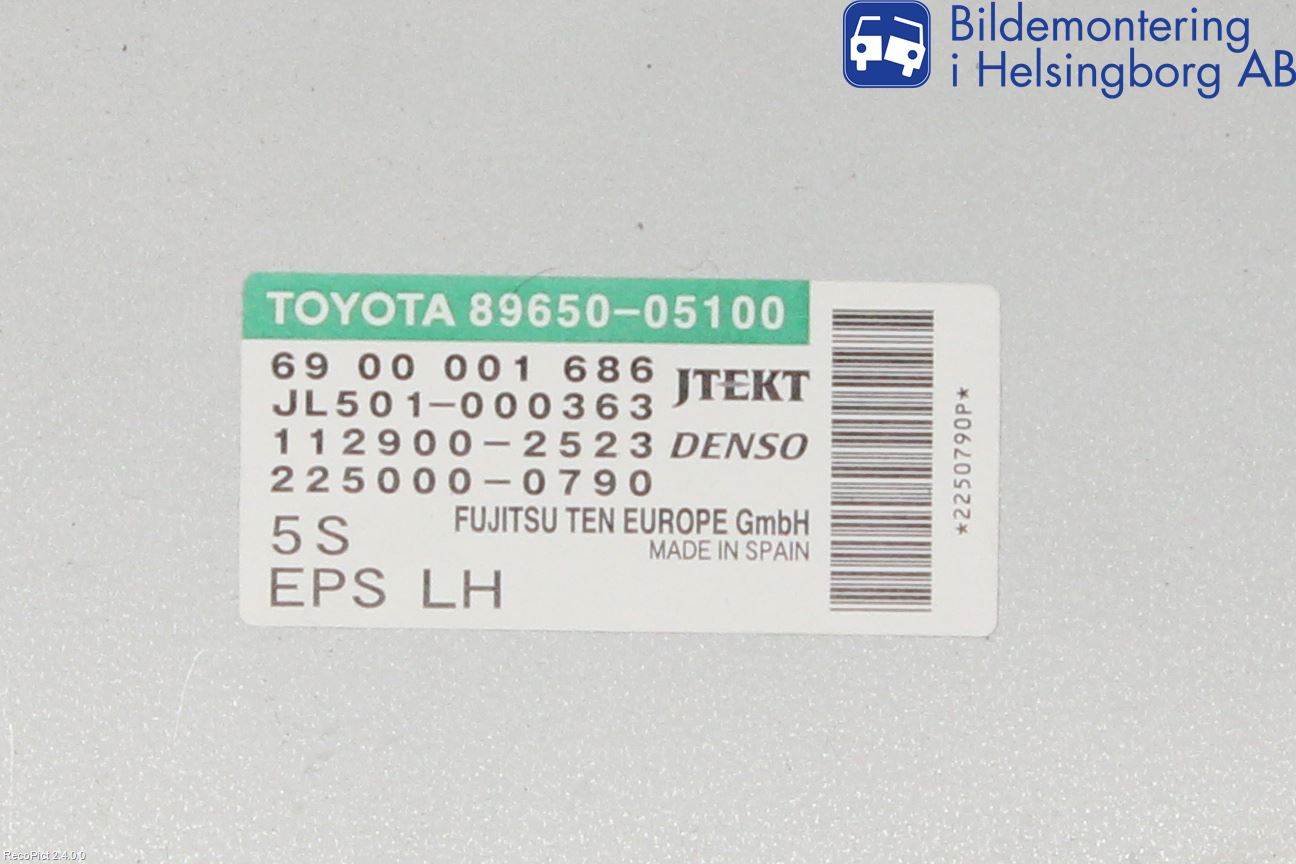 Bildemontering
i Helsingborg AB
TOYOTA 89650-05100
69 00 001 686
JL501-000363
JTEKT
112900-2523
DENSO
225000-0790
5S
FUJITSU TEN EUROPE GmbH
MADE IN SPAIN
EPS LH
*2250790P*
RecoPict 2.4.0.0